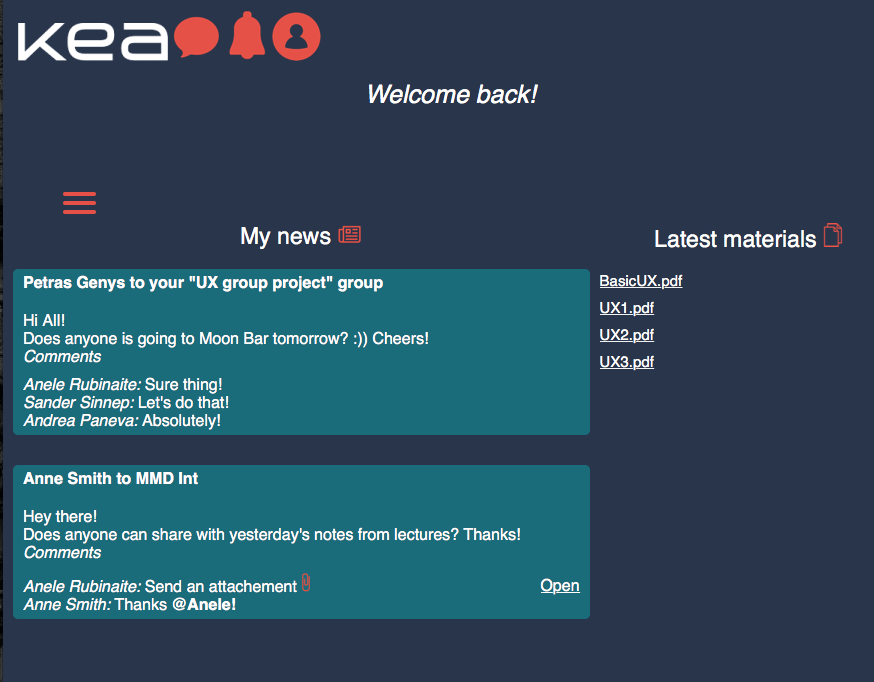 kea
Welcome back!
My news
Petras Genys to your "UX group project" group
Hi All!
Does anyone is going to Moon Bar tomorrow? :)) Cheers!
Comments
Anele Rubinaite: Sure thing!
Sander Sinnep: Let's do that!
Andrea Paneva: Absolutely!
Anne Smith to MMD Int
Hey there!
Does anyone can share with yesterday's notes from lectures? Thanks!
Comments
Anele Rubinaite: Send an attachement
Open
Anne Smith: Thanks @Anele!
Latest materials
BasicUX.pdf
UX1.pdf
UX2.pdf
UX3.pdf